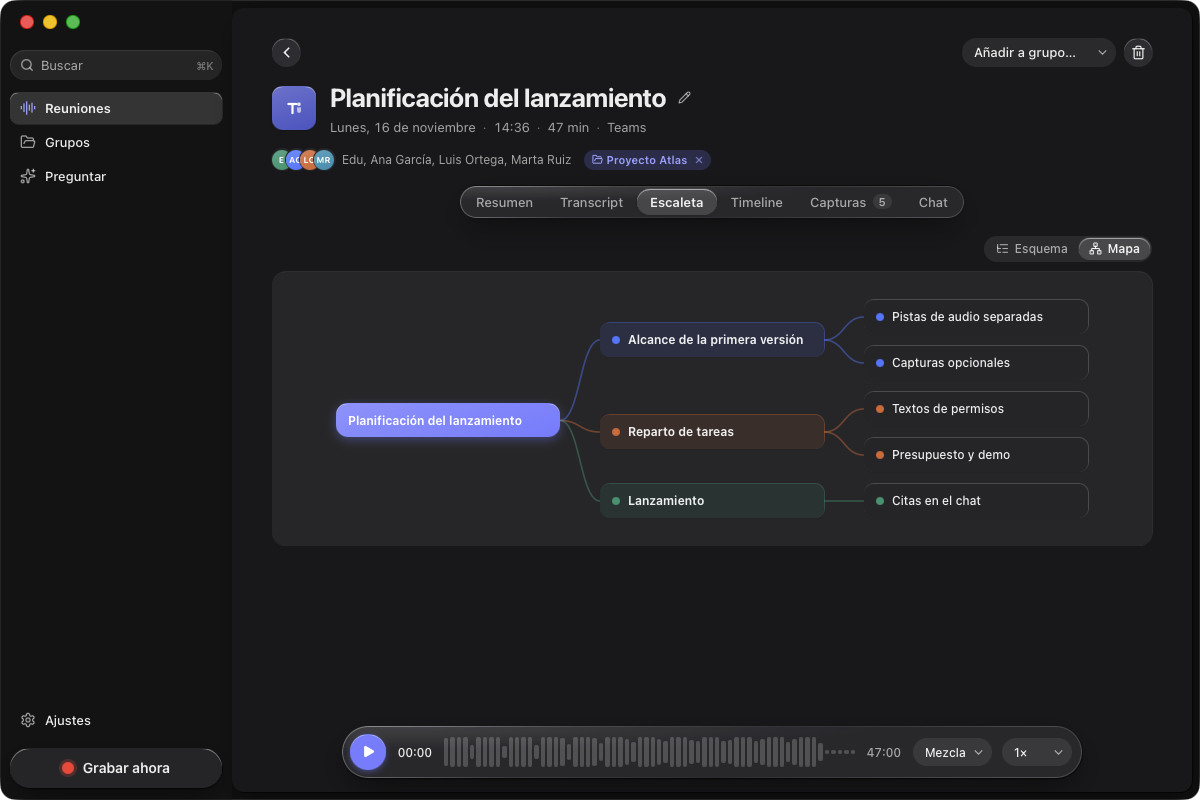 Buscar ⌘K
Reuniones
Grupos
Preguntar
Ajustes
Grabar ahora
Añadir a grupo...
Planificación del lanzamiento
Lunes, 16 de noviembre · 14:36 · 47 min · Teams
E AG LO MR Edu, Ana García, Luis Ortega, Marta Ruiz Proyecto Atlas ×
Resumen Transcript Escaleta Timeline Capturas 5 Chat
Esquema Mapa
Planificación del lanzamiento
Alcance de la primera versión
Pistas de audio separadas
Capturas opcionales
Reparto de tareas
Textos de permisos
Presupuesto y demo
Lanzamiento
Citas en el chat
00:00 47:00 Mezcla 1×